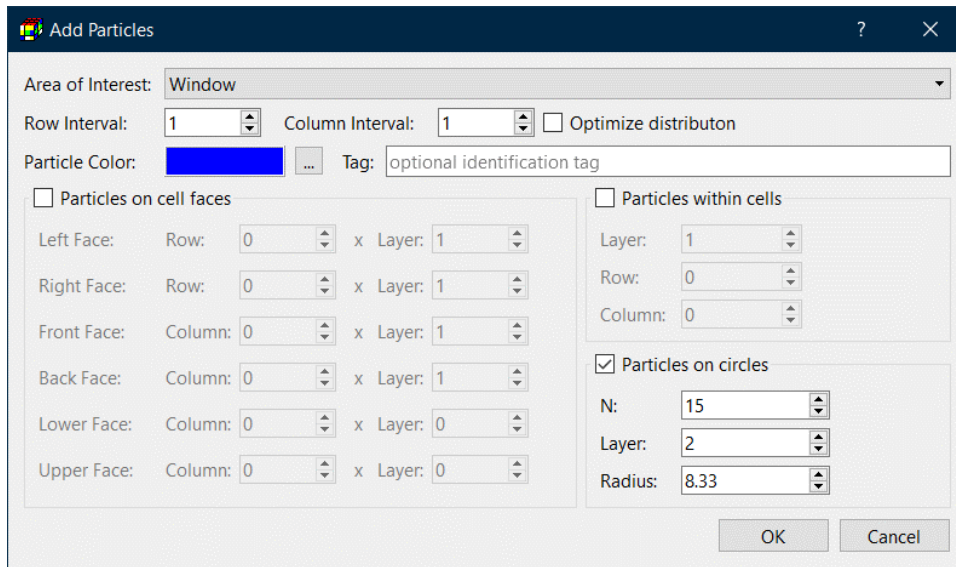 Add Particles ? ×
Area of Interest: Window
Row Interval: 1 Column Interval: 1 Optimize distributon
Particle Color: ... Tag: optional identification tag
Particles on cell faces
Left Face: Row: 0 x Layer: 1
Right Face: Row: 0 x Layer: 1
Front Face: Column: 0 x Layer: 1
Back Face: Column: 0 x Layer: 1
Lower Face: Column: 0 x Layer: 0
Upper Face: Column: 0 x Layer: 0
Particles within cells
Layer: 1
Row: 0
Column: 0
Particles on circles
N: 15
Layer: 2
Radius: 8.33
OK Cancel